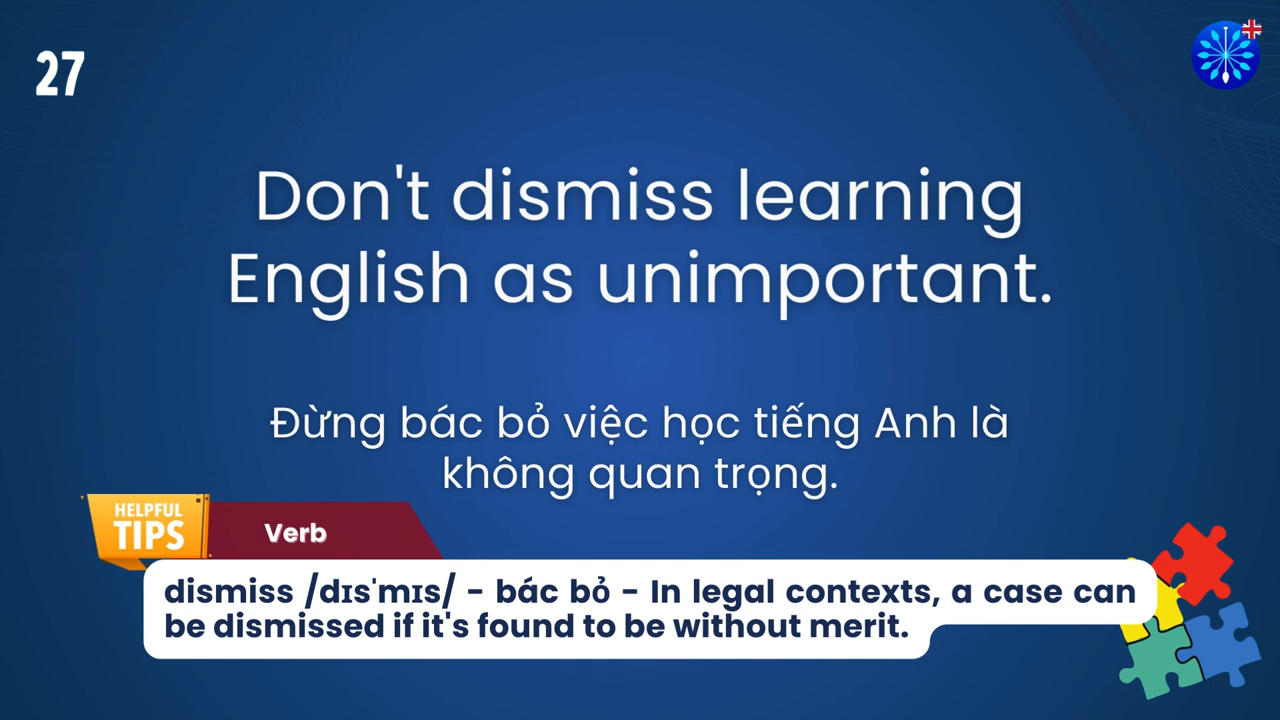 27
Don't dismiss learning
English as unimportant.
Đừng bác bỏ việc học tiếng Anh là
không quan trọng.
HELPFUL
TIPS
Verb
dismiss /dɪsˈmɪs/ - bác bỏ - In legal contexts, a case can
be dismissed if it's found to be without merit.